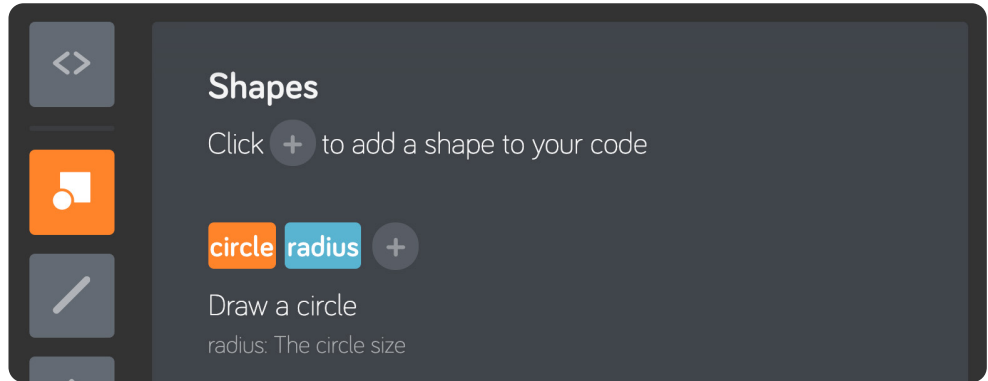 Shapes
Click + to add a shape to your code
circle radius +
Draw a circle
radius: The circle size